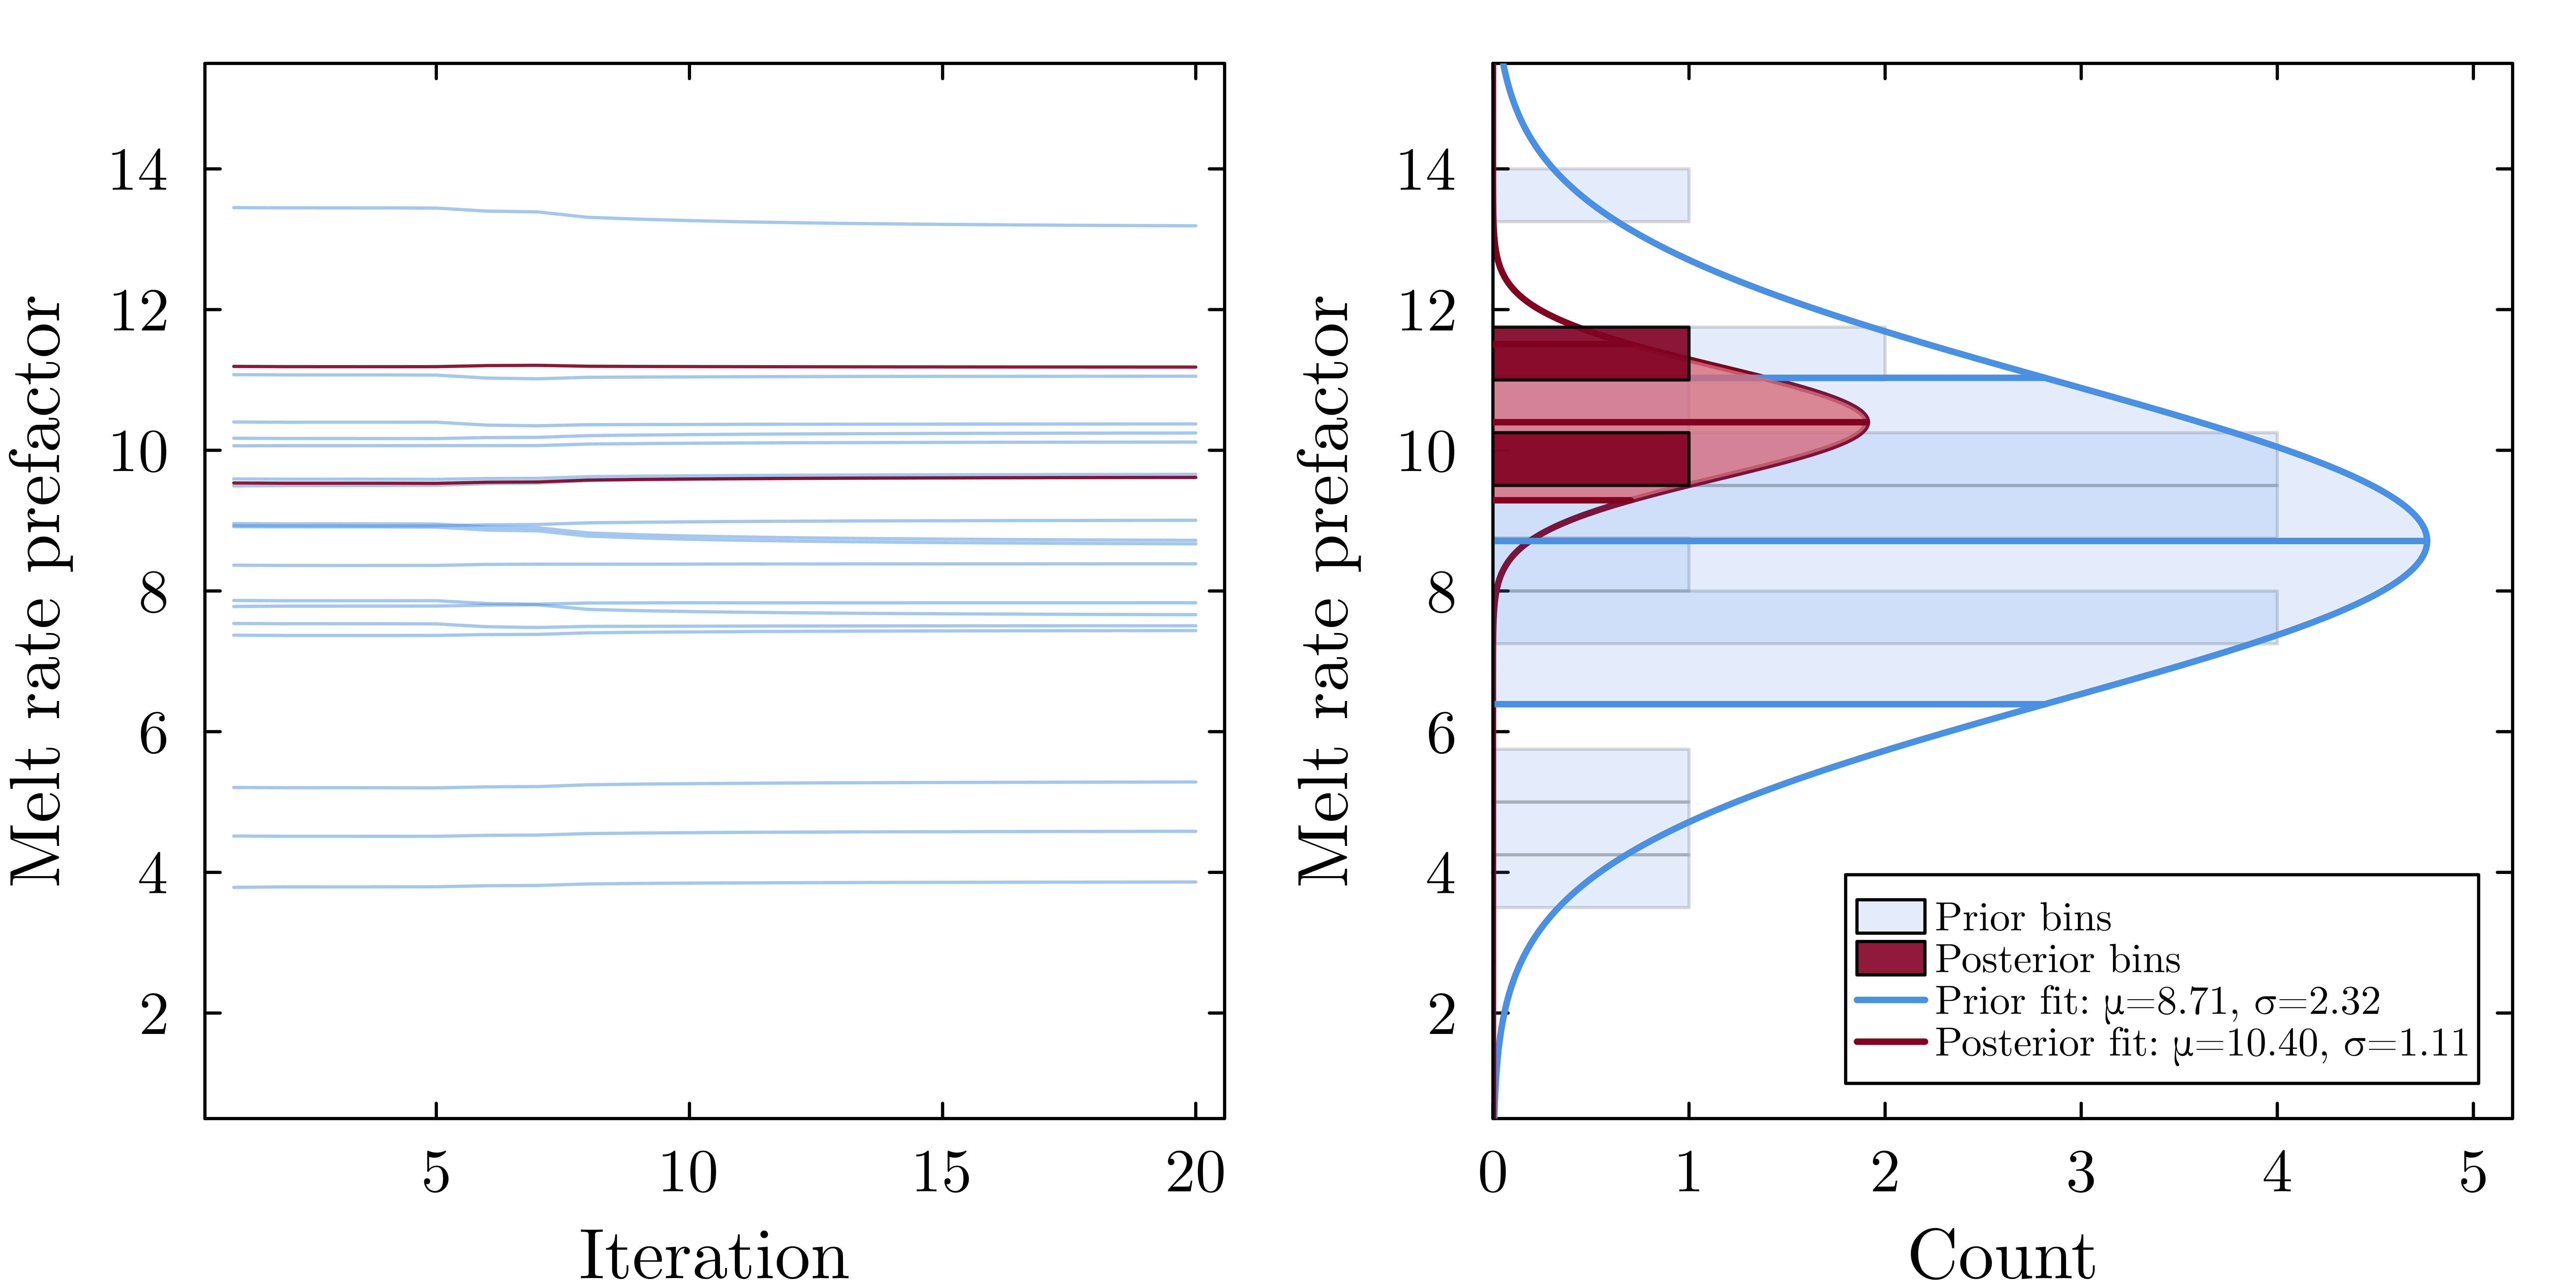 Melt rate prefactor
14
12
10
8
6
4
2
5 10 15 20
Iteration
Melt rate prefactor
14
12
10
8
6
4
2
0 1 2 3 4 5
Count
Prior bins
Posterior bins
Prior fit: μ=8.71, σ=2.32
Posterior fit: μ=10.40, σ=1.11